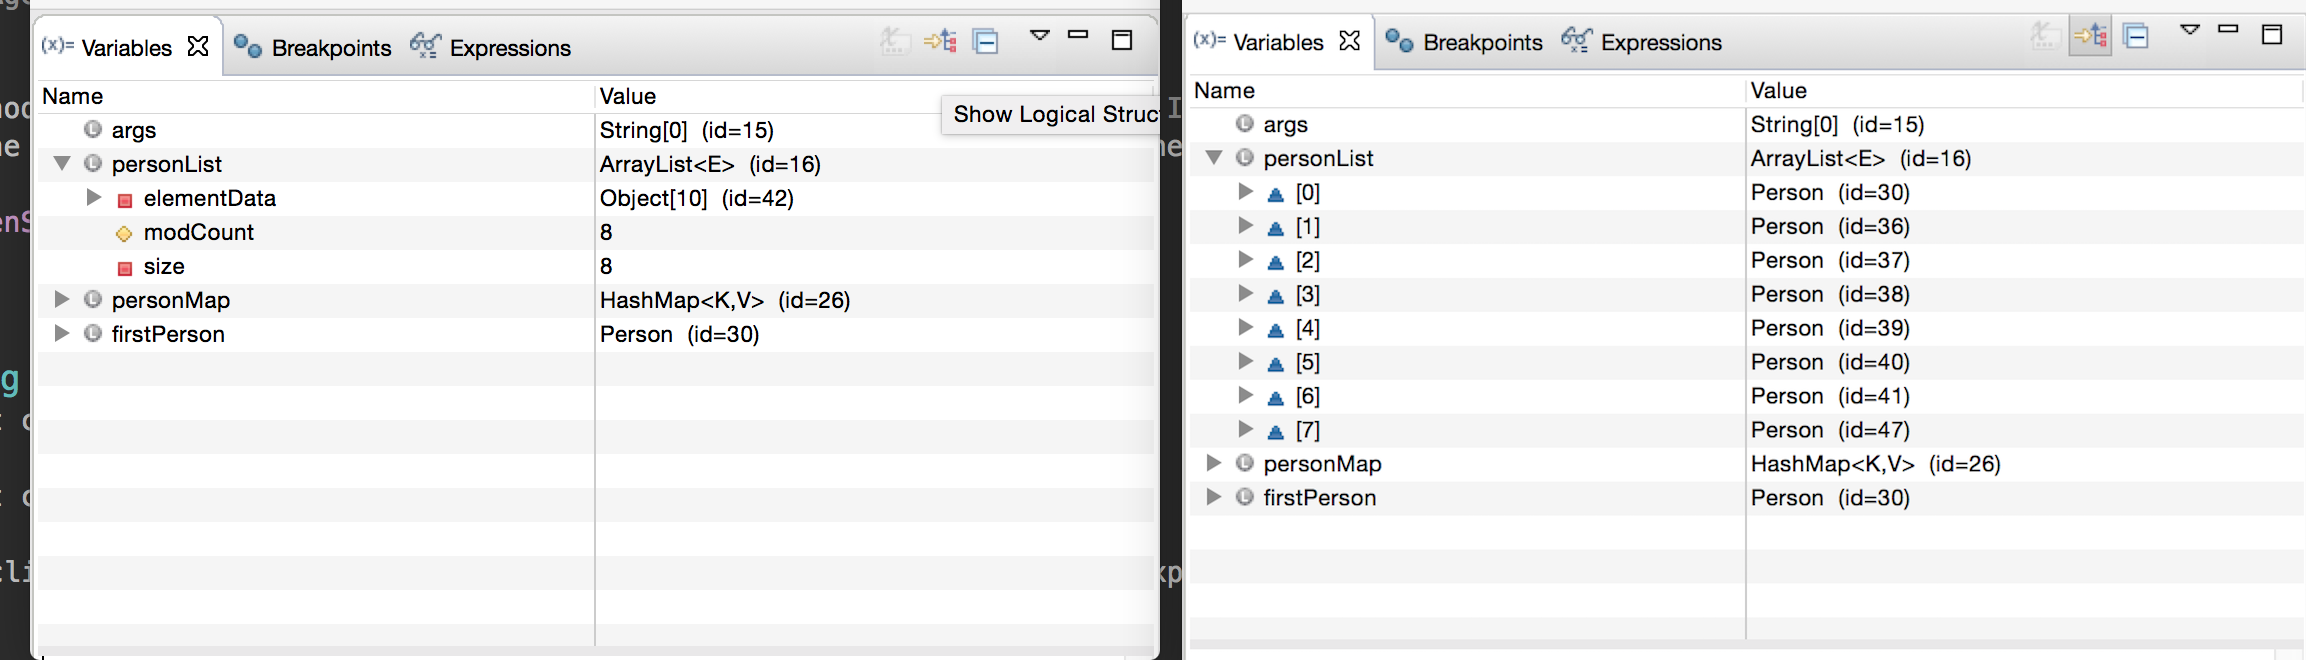 (x)= Variables Breakpoints Expressions
Name Value
Show Logical Struc
args String[0] (id=15)
personList ArrayList<E> (id=16)
elementData Object[10] (id=42)
modCount 8
size 8
personMap HashMap<K,V> (id=26)
firstPerson Person (id=30)
(x)= Variables Breakpoints Expressions
Name Value
args String[0] (id=15)
personList ArrayList<E> (id=16)
[0] Person (id=30)
[1] Person (id=36)
[2] Person (id=37)
[3] Person (id=38)
[4] Person (id=39)
[5] Person (id=40)
[6] Person (id=41)
[7] Person (id=47)
personMap HashMap<K,V> (id=26)
firstPerson Person (id=30)